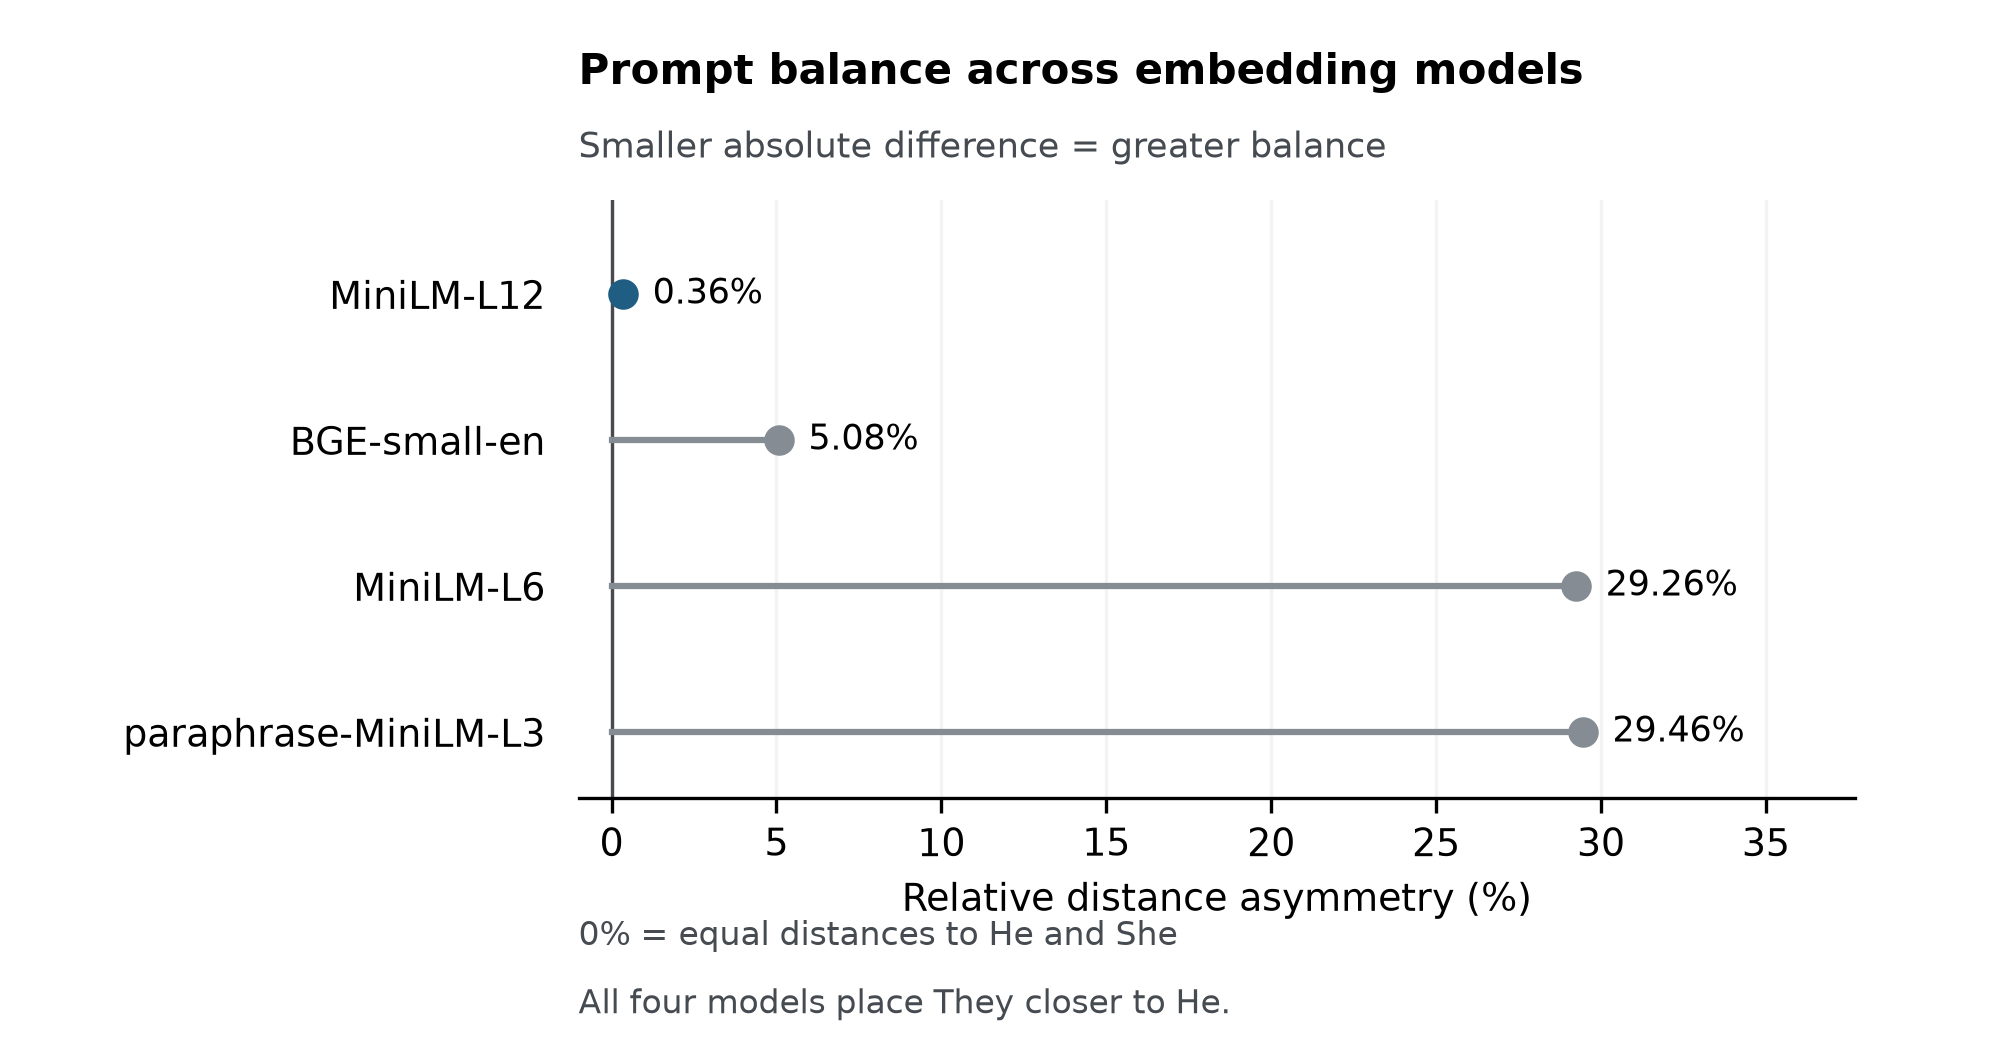 Prompt balance across embedding models
Smaller absolute difference = greater balance
MiniLM-L12
0.36%
BGE-small-en
5.08%
MiniLM-L6
29.26%
paraphrase-MiniLM-L3
29.46%
0 5 10 15 20 25 30 35
Relative distance asymmetry (%)
0% = equal distances to He and She
All four models place They closer to He.